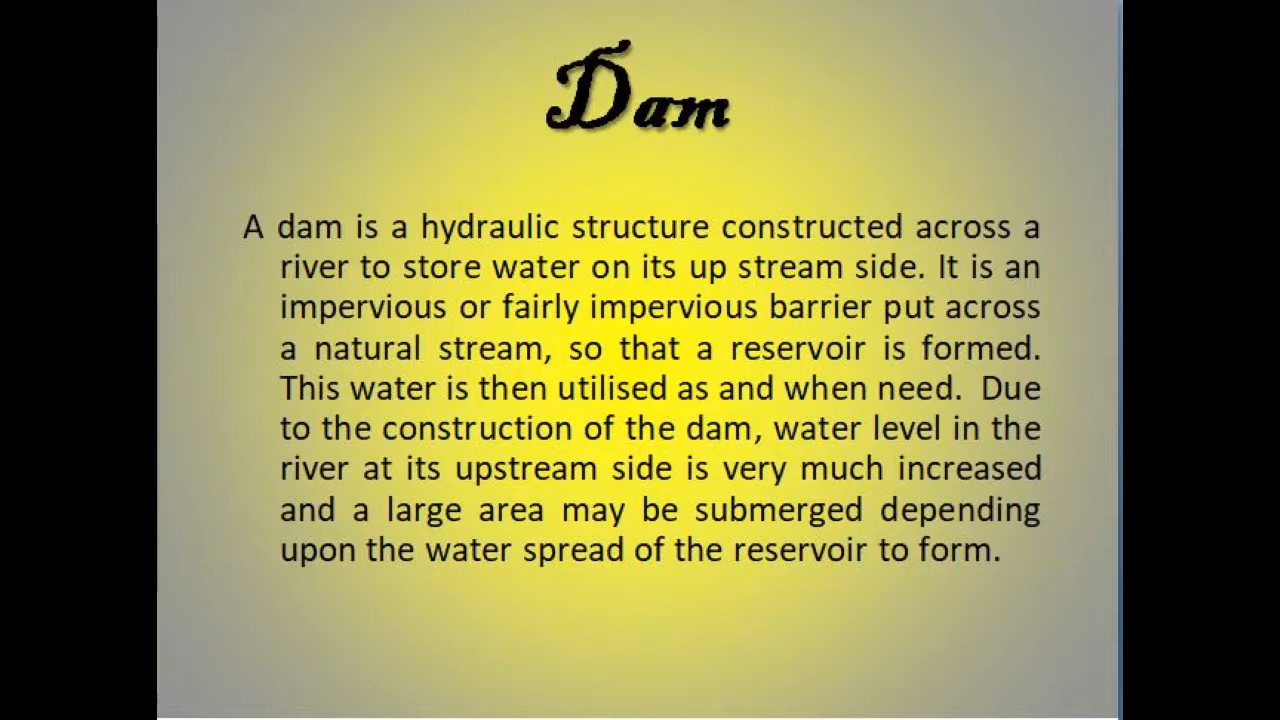 Dam
A dam is a hydraulic structure constructed across a
river to store water on its up stream side. It is an
impervious or fairly impervious barrier put across
a natural stream, so that a reservoir is formed.
This water is then utilised as and when need.  Due
to the construction of the dam, water level in the
river at its upstream side is very much increased
and a large area may be submerged depending
upon the water spread of the reservoir to form.